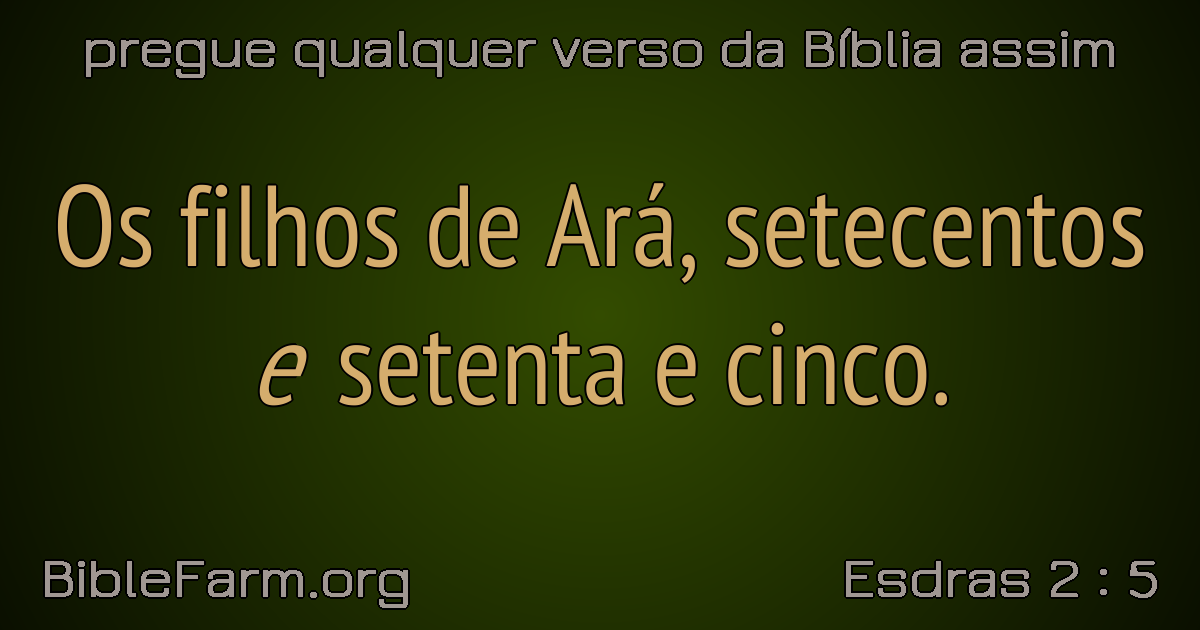 pregue qualquer verso da Bíblia assim
Os filhos de Ará, setecentos
e setenta e cinco.
BibleFarm.org
Esdras 2 : 5